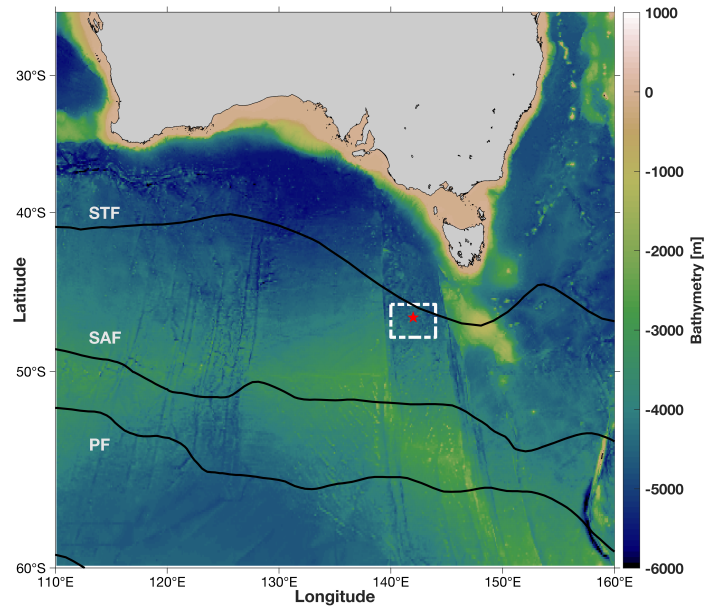 1000
0
-1000
-2000
-3000
-4000
-5000
-6000
Bathymetry [m]
30°S
40°S
50°S
60°S
Latitude
STF
SAF
PF
110°E
120°E
130°E
140°E
150°E
160°E
Longitude